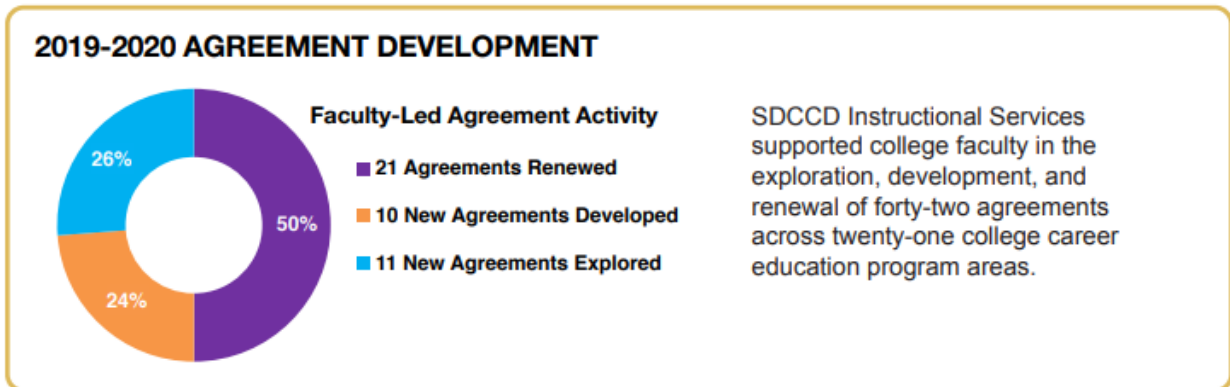 2019-2020 AGREEMENT DEVELOPMENT
Faculty-Led Agreement Activity
21 Agreements Renewed
10 New Agreements Developed
11 New Agreements Explored
26%
50%
24%
SDCCD Instructional Services
supported college faculty in the
exploration, development, and
renewal of forty-two agreements
across twenty-one college career
education program areas.